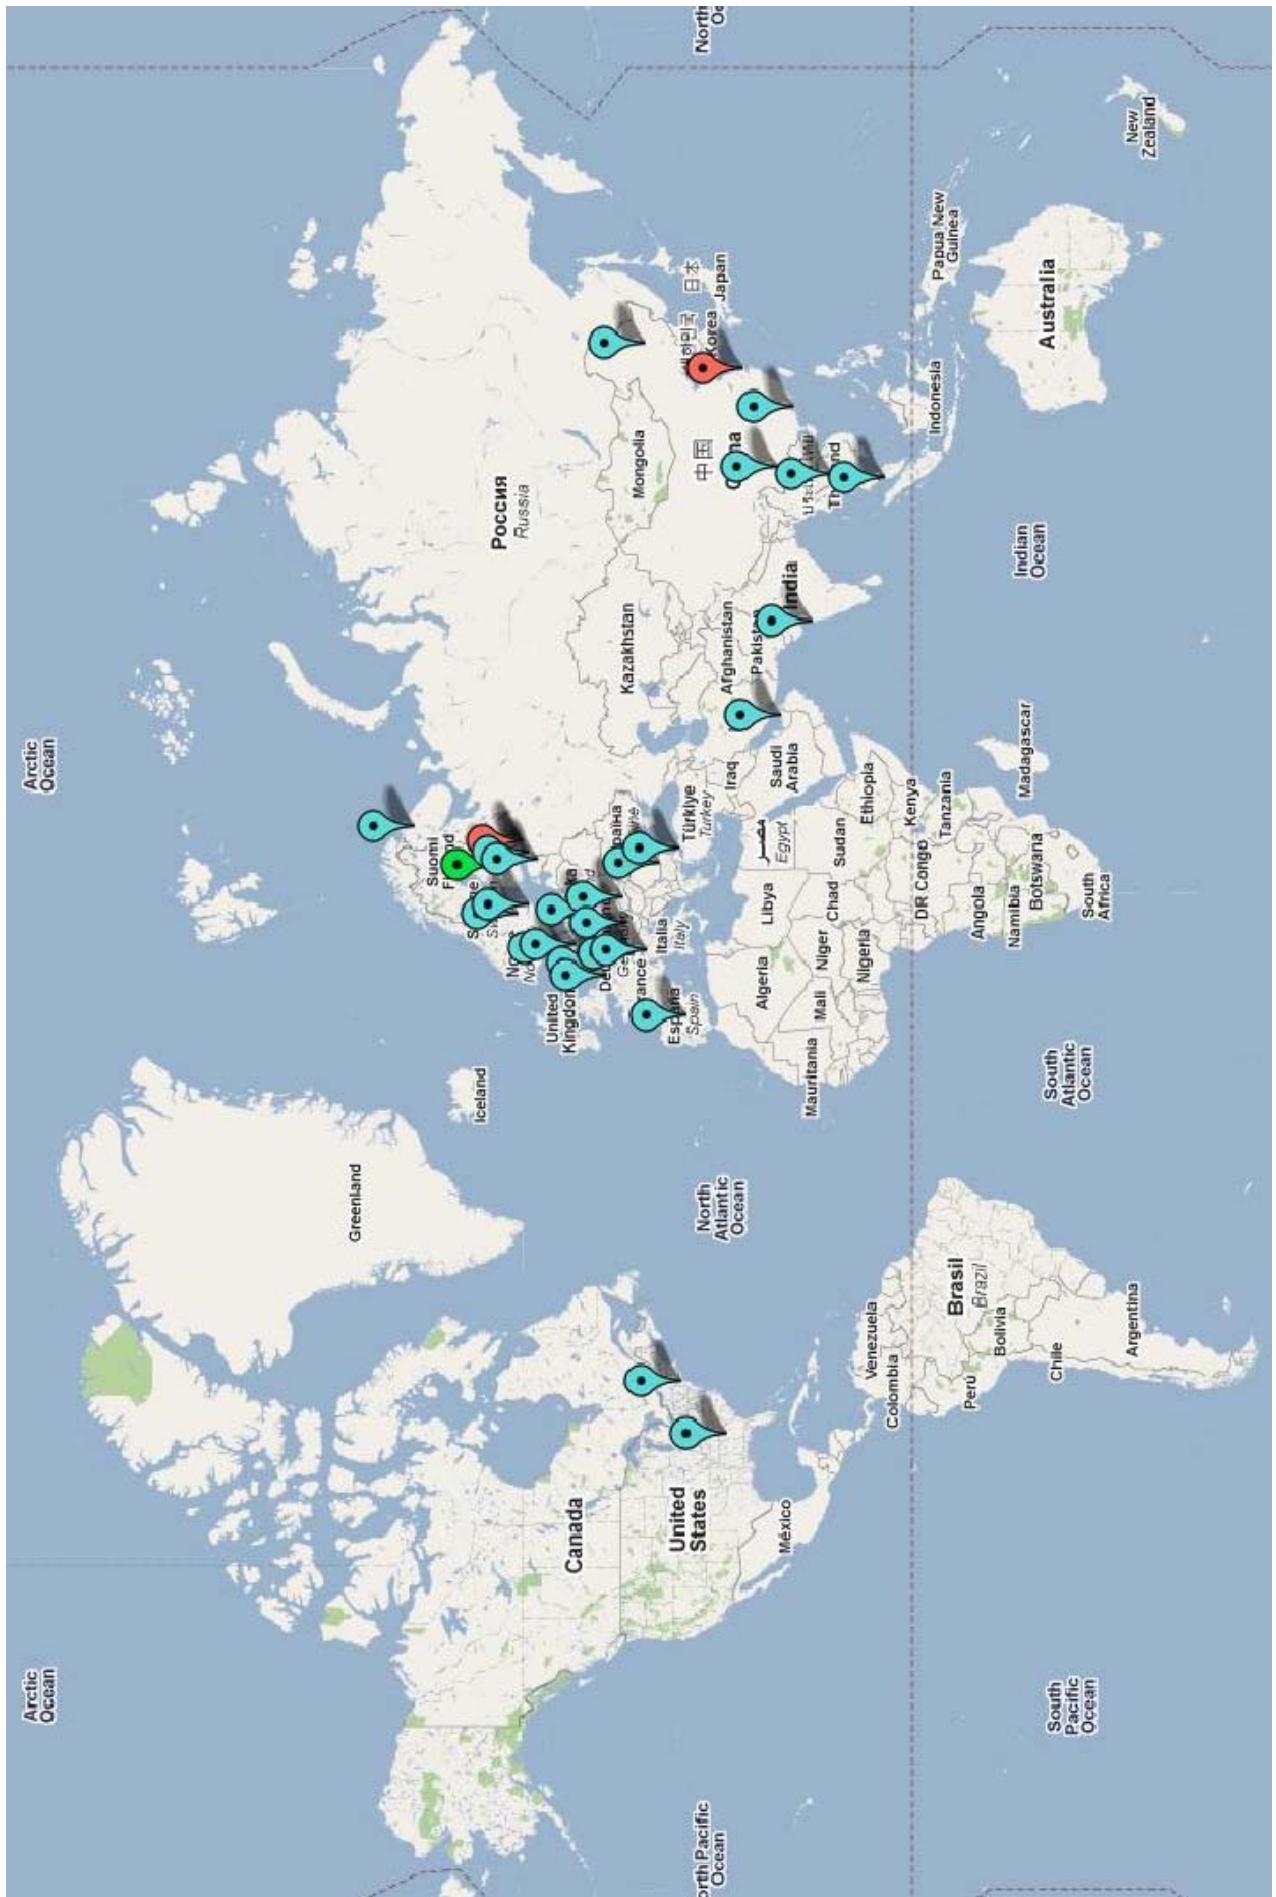 Arctic
Ocean
Arctic
Ocean
Greenland
Iceland
Canada
United
States
México
North
Atlantic
Ocean
orth Pacific
Ocean
South
Pacific
Ocean
Venezuela
Colombia
Perú
Brasil
Brazil
Bolivia
Chile
Argentina
South
Atlantic
Ocean
Suomi
United
Kingdom
España
Spain
Italia
Italy
Türkiye
Turkey
Россия
Russia
Kazakhstan
Mongolia
中国
日本
Japan
Korea
Iraq
Afghanistan
Pakistan
India
Saudi
Arabia
مصر
Egypt
Libya
Algeria
Mauritania
Mali
Niger
Chad
Sudan
Nigeria
Ethiopia
Kenya
DR Congo
Tanzania
Angola
Namibia
Botswana
Madagascar
South
Africa
Indian
Ocean
Indonesia
Papua New
Guinea
Australia
New
Zealand
North